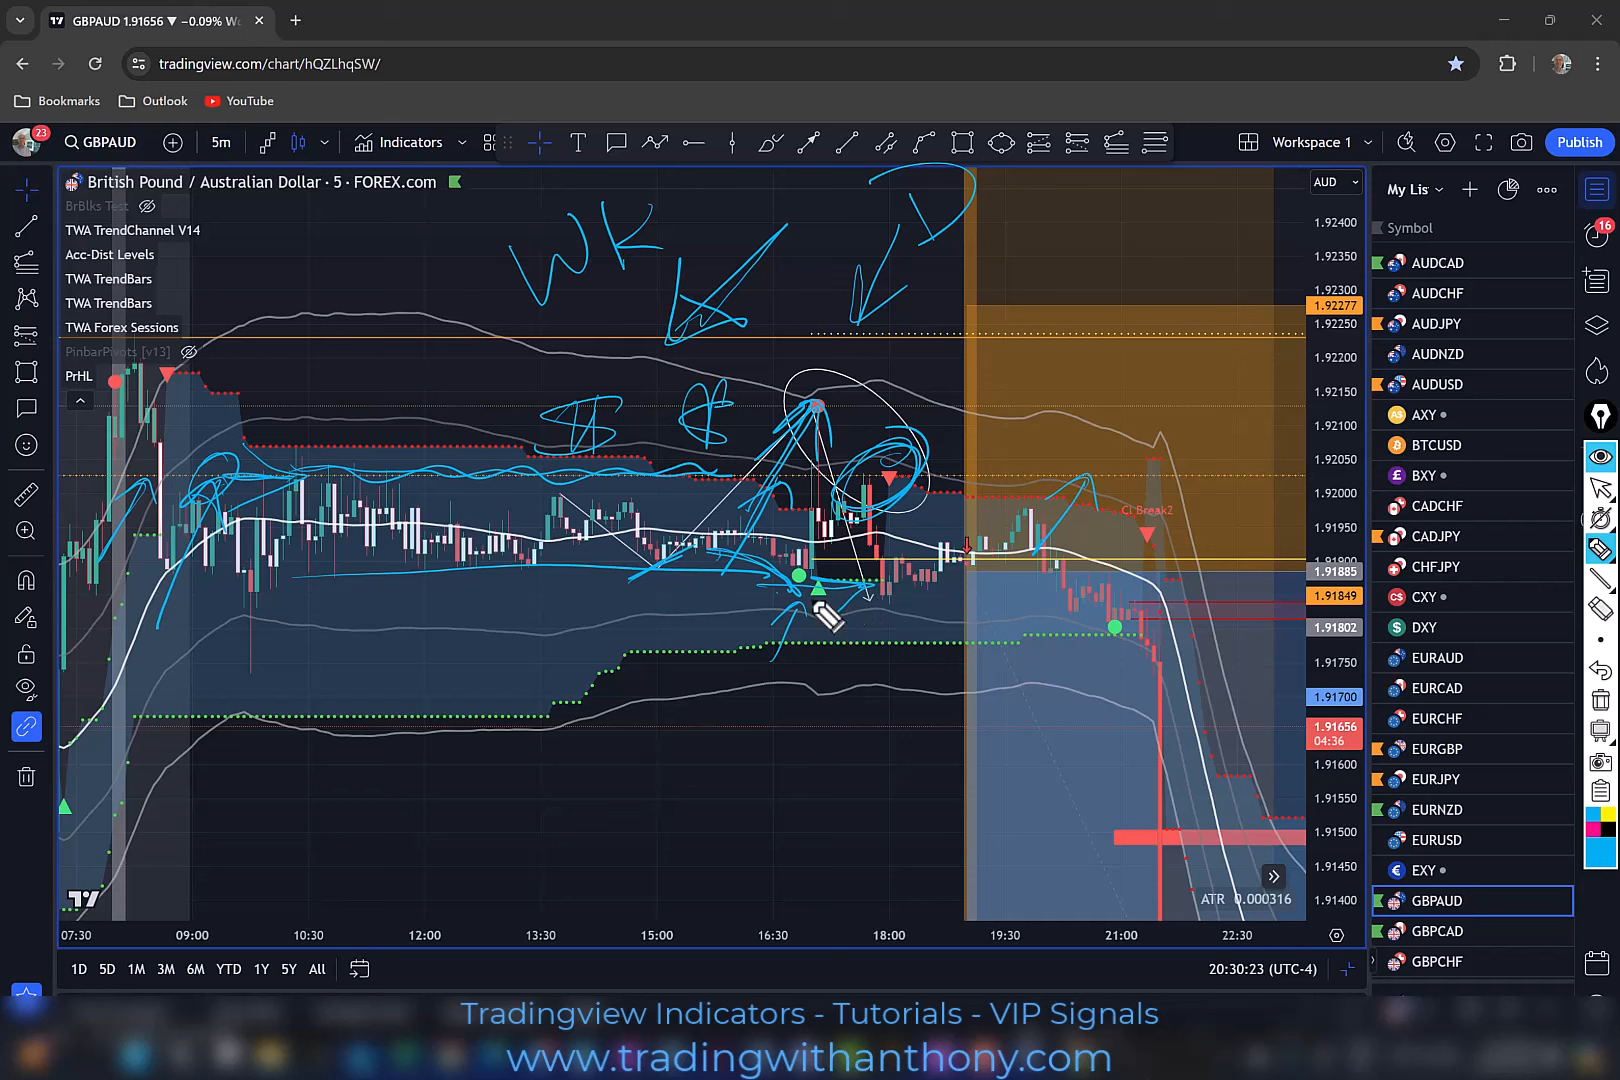 GBPAUD 1.91656 ▼ −0.09% Wo
tradingview.com/chart/hQZLhqSW/
Bookmarks Outlook YouTube
23 GBPAUD 5m Indicators Workspace 1 Publish
British Pound / Australian Dollar · 5 · FOREX.com
BrBlks Test
TWA TrendChannel V14
Acc-Dist Levels
TWA TrendBars
TWA TrendBars
TWA Forex Sessions
PinbarPivots [v13]
PrHL
WK
D
$ $
Ci Break2
ATR 0.000316
AUD
1.92400
1.92350
1.92300
1.92277
1.92250
1.92200
1.92150
1.92100
1.92050
1.92000
1.91950
1.91900
1.91885
1.91849
1.91802
1.91750
1.91700
1.91656
04:36
1.91600
1.91550
1.91500
1.91450
1.91400
07:30 09:00 10:30 12:00 13:30 15:00 16:30 18:00 19:30 21:00 22:30
1D 5D 1M 3M 6M YTD 1Y 5Y All
20:30:23 (UTC-4)
My Lis
16
Symbol
AUDCAD
AUDCHF
AUDJPY
AUDNZD
AUDUSD
AXY
BTCUSD
BXY
CADCHF
CADJPY
CHFJPY
CXY
DXY
EURAUD
EURCAD
EURCHF
EURGBP
EURJPY
EURNZD
EURUSD
EXY
GBPAUD
GBPCAD
GBPCHF
Tradingview Indicators - Tutorials - VIP Signals
www.tradingwithanthony.com